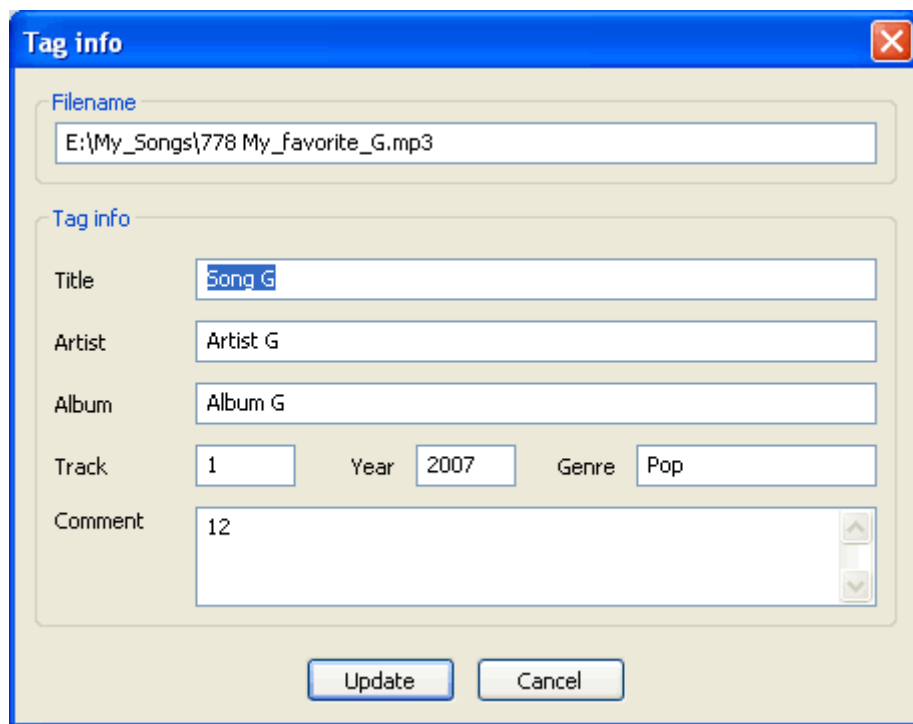 Tag info
Filename
E:\My_Songs\778 My_favorite_G.mp3
Tag info
Title Song G
Artist Artist G
Album Album G
Track 1 Year 2007 Genre Pop
Comment 12
Update Cancel